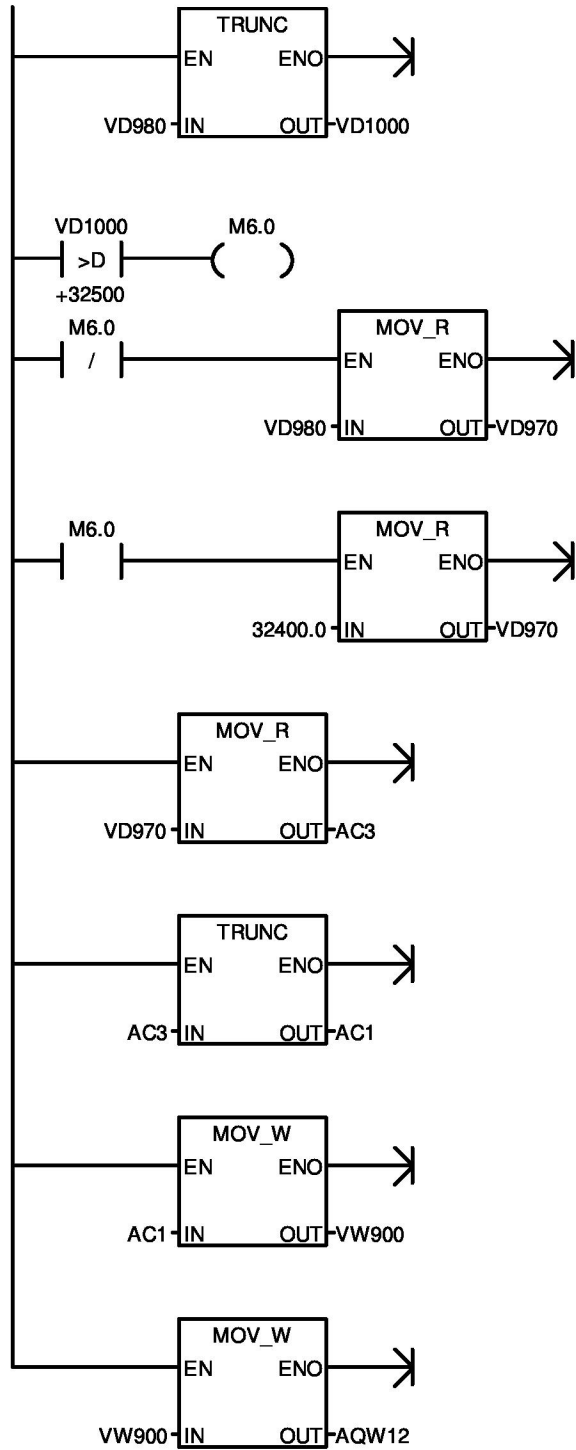 TRUNC
EN ENO
VD980 IN OUT VD1000
VD1000 M6.0
>D
+32500
M6.0 MOV_R
/ EN ENO
VD980 IN OUT VD970
M6.0 MOV_R
EN ENO
32400.0 IN OUT VD970
MOV_R
EN ENO
VD970 IN OUT AC3
TRUNC
EN ENO
AC3 IN OUT AC1
MOV_W
EN ENO
AC1 IN OUT VW900
MOV_W
EN ENO
VW900 IN OUT AQW12